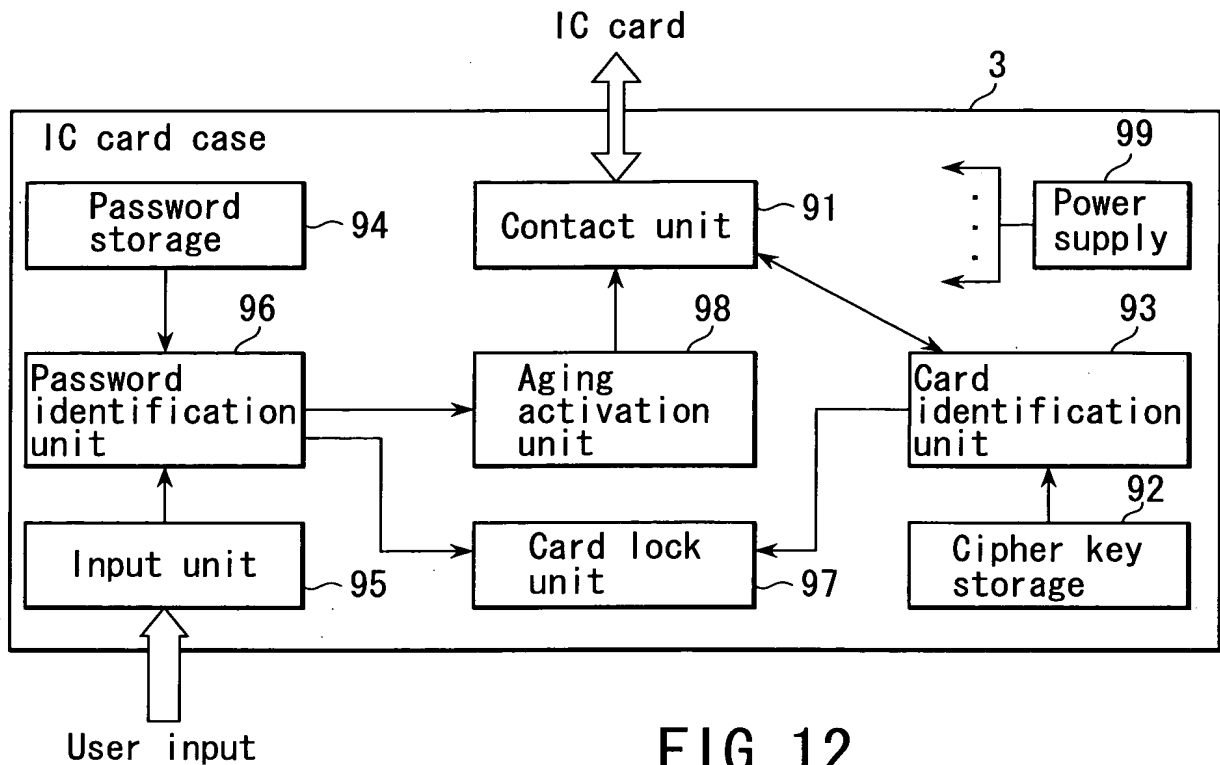 IC card
3
IC card case
99
Password
storage
94
Contact unit
91
Power
supply
96
98
93
Password
identification
unit
Aging
activation
unit
Card
identification
unit
92
Input unit
95
Card lock
unit
97
Cipher key
storage
User input
FIG. 12